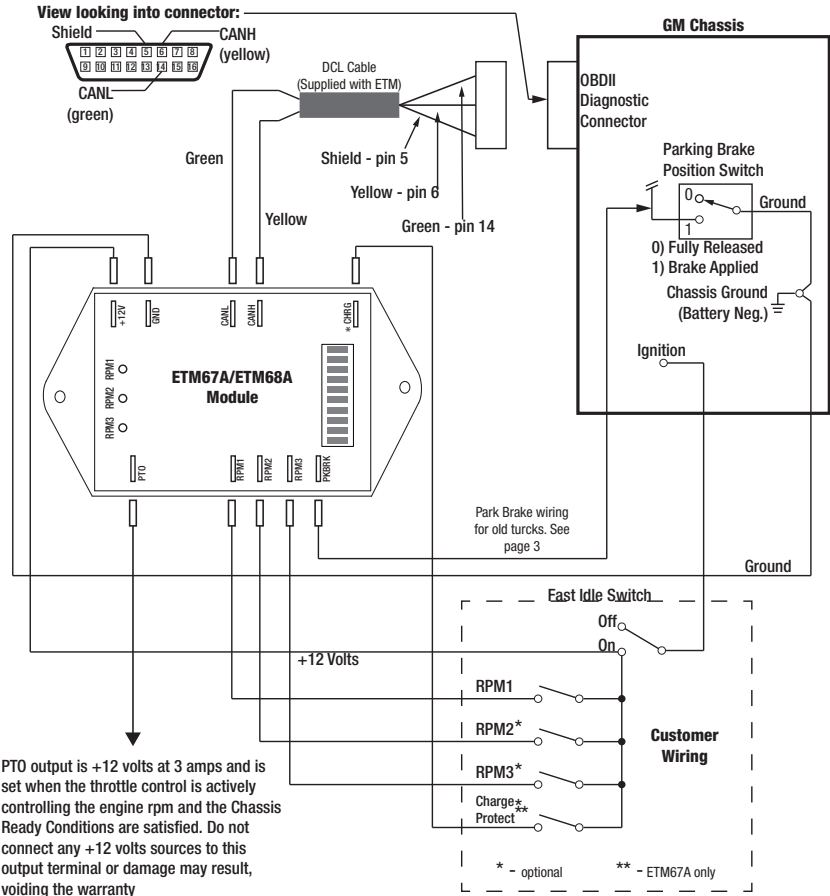 View looking into connector:
Shield
CANH
(yellow)
1 2 3 4 5 6 7 8
9 10 11 12 13 14 15 16
CANL
(green)
DCL Cable
(Supplied with ETM)
Green
Yellow
Shield - pin 5
Yellow - pin 6
Green - pin 14
GM Chassis
OBDII
Diagnostic
Connector
Parking Brake
Position Switch
0
1
Ground
0) Fully Released
1) Brake Applied
Chassis Ground
(Battery Neg.)
Ignition
+12V
GND
CANL
CANH
* CHRG
RPM1
RPM2
RPM3
ETM67A/ETM68A
Module
PTO
RPM1
RPM2
RPM3
PKBRK
Park Brake wiring
for old turcks. See
page 3
Ground
Fast Idle Switch
Off
On
+12 Volts
RPM1
RPM2*
RPM3*
Charge*
Protect**
Customer
Wiring
* - optional
** - ETM67A only
PTO output is +12 volts at 3 amps and is
set when the throttle control is actively
controlling the engine rpm and the Chassis
Ready Conditions are satisfied. Do not
connect any +12 volts sources to this
output terminal or damage may result,
voiding the warranty